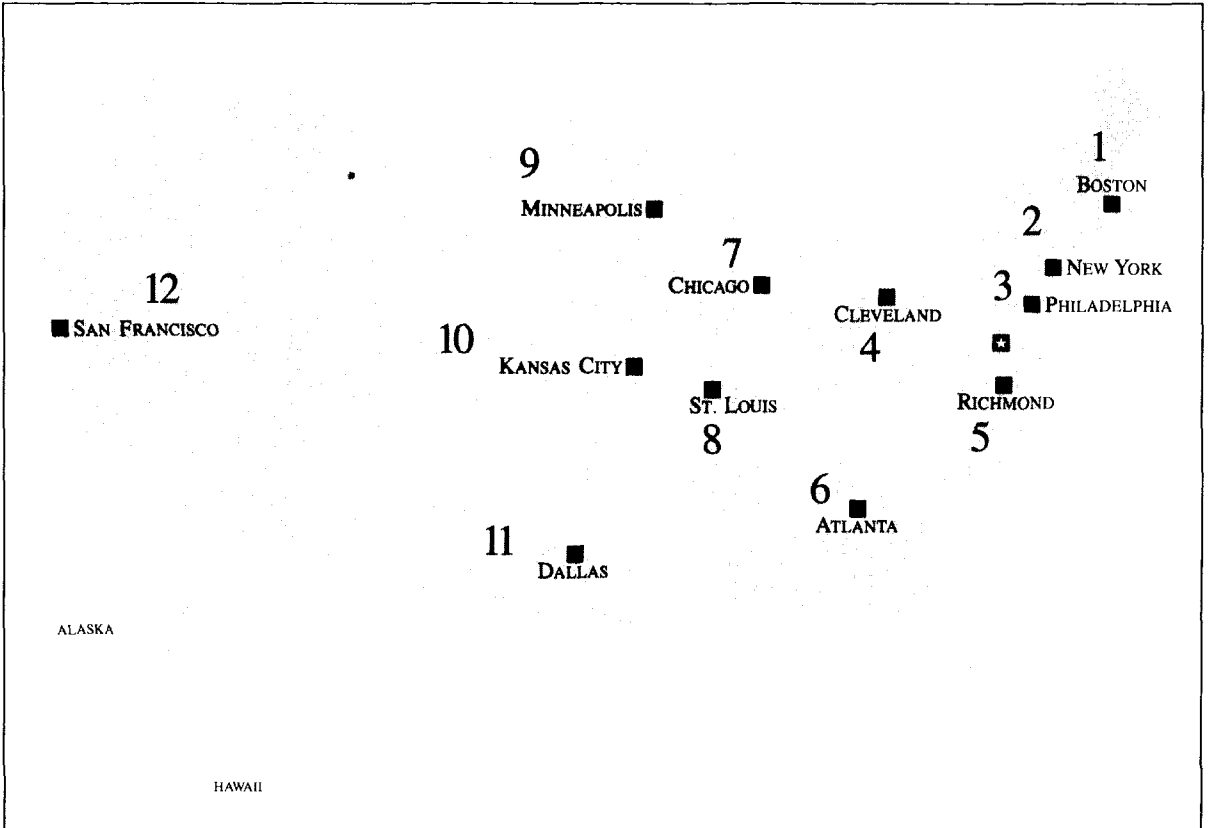 1
BOSTON
9
MINNEAPOLIS
2
NEW YORK
7
CHICAGO
12
SAN FRANCISCO
3
PHILADELPHIA
CLEVELAND
4
10
KANSAS CITY
ST. LOUIS
8
RICHMOND
5
6
ATLANTA
11
DALLAS
ALASKA
HAWAII